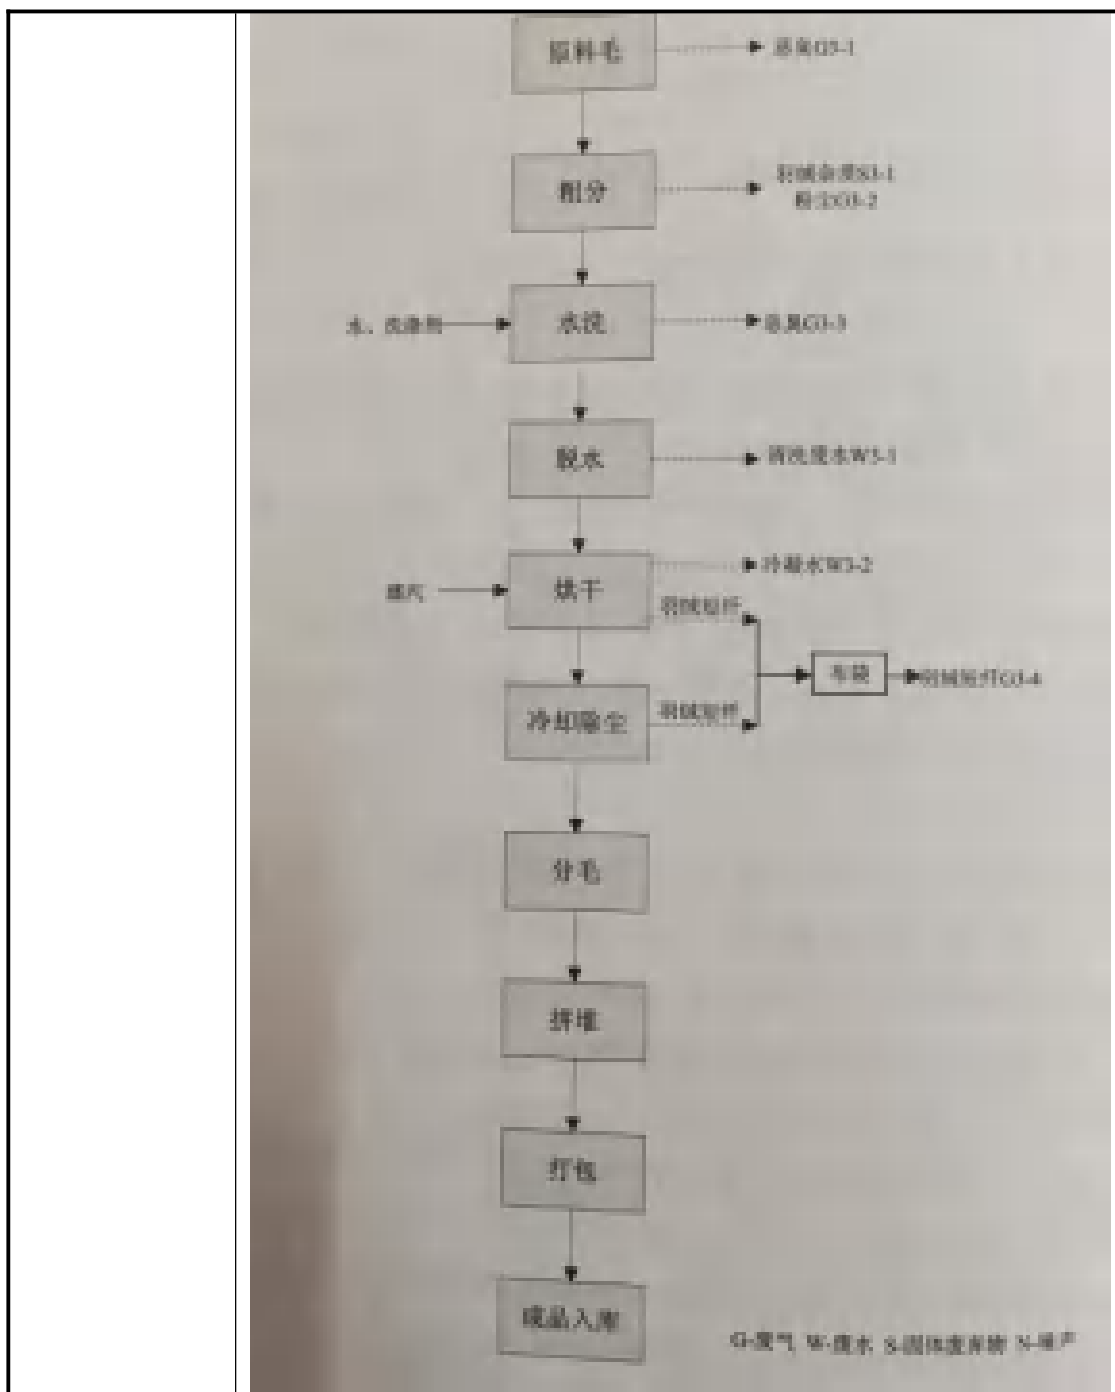 原料毛
恶臭G3-1
粗分
羽绒杂质S3-1
粉尘G3-2
水洗
水、洗涤剂
恶臭G3-3
脱水
清洗废水W3-1
烘干
冷凝水W3-2
蒸汽
羽绒短纤
布袋
羽绒短纤G3-4
冷却除尘
羽绒短纤
分毛
拼堆
打包
成品入库
G-废气 W-废水 S-固体废弃物 N-噪声